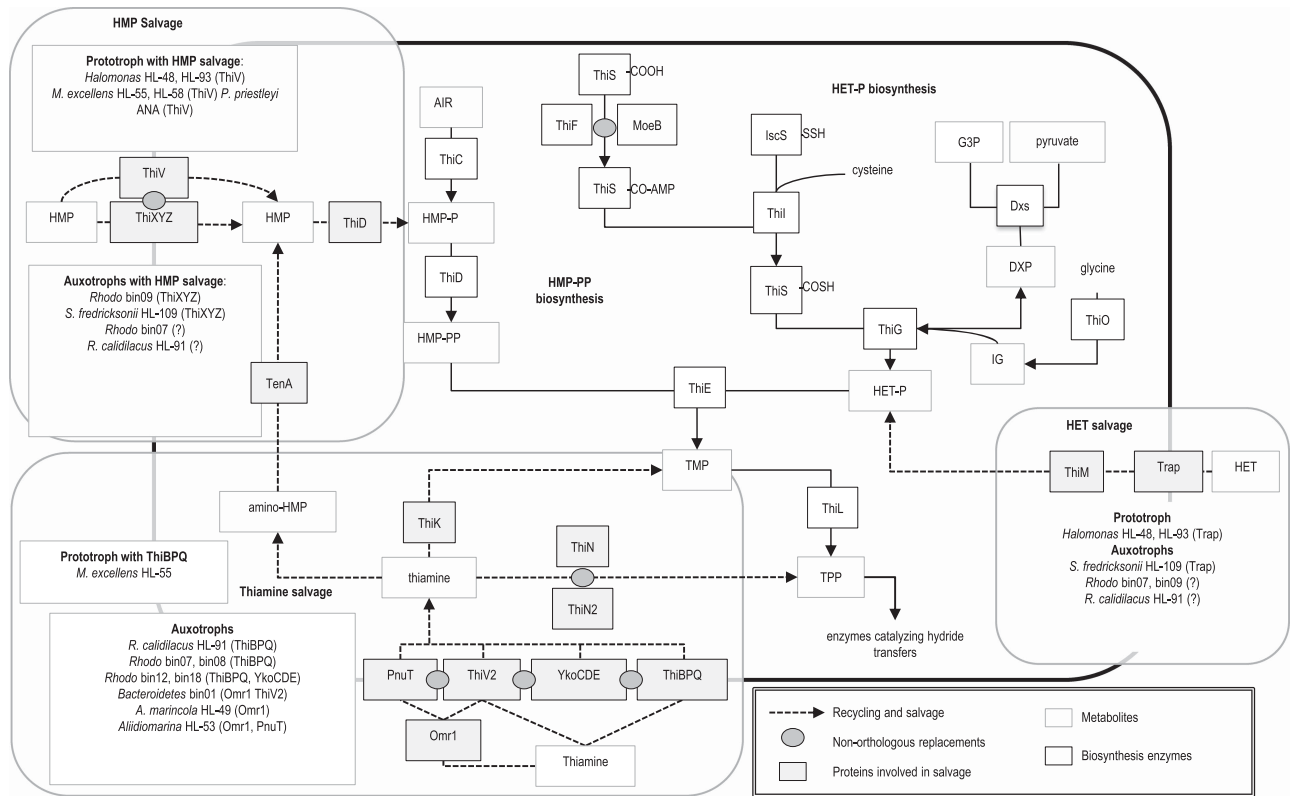 HMP Salvage
Prototroph with HMP salvage:
Halomonas HL-48, HL-93 (ThiV)
M. excellens HL-55, HL-58 (ThiV) P. priestleyi
ANA (ThiV)
ThiV
HMP
ThiXYZ
HMP
ThiD
Auxotrophs with HMP salvage:
Rhodo bin09 (ThiXYZ)
S. fredricksonii HL-109 (ThiXYZ)
Rhodo bin07 (?)
R. calidilacus HL-91 (?)
TenA
AIR
ThiC
HMP-P
ThiD
HMP-PP
HMP-PP
biosynthesis
ThiS
-COOH
ThiF
MoeB
ThiS
-CO-AMP
HET-P biosynthesis
IscS
-SSH
cysteine
ThiI
ThiS
-COSH
G3P
pyruvate
Dxs
DXP
glycine
ThiO
ThiG
IG
ThiE
HET-P
HET salvage
ThiM
Trap
HET
Prototroph
Halomonas HL-48, HL-93 (Trap)
Auxotrophs
S. fredricksonii HL-109 (Trap)
Rhodo bin07, bin09 (?)
R. calidilacus HL-91 (?)
TMP
ThiL
TPP
enzymes catalyzing hydride
transfers
amino-HMP
ThiK
ThiN
thiamine
ThiN2
Prototroph with ThiBPQ
M. excellens HL-55
Thiamine salvage
Auxotrophs
R. calidilacus HL-91 (ThiBPQ)
Rhodo bin07, bin08 (ThiBPQ)
Rhodo bin12, bin18 (ThiBPQ, YkoCDE)
Bacteroidetes bin01 (Omr1 ThiV2)
A. marincola HL-49 (Omr1)
Aliidiomarina HL-53 (Omr1, PnuT)
PnuT
ThiV2
YkoCDE
ThiBPQ
Omr1
Thiamine
Recycling and salvage
Non-orthologous replacements
Proteins involved in salvage
Metabolites
Biosynthesis enzymes